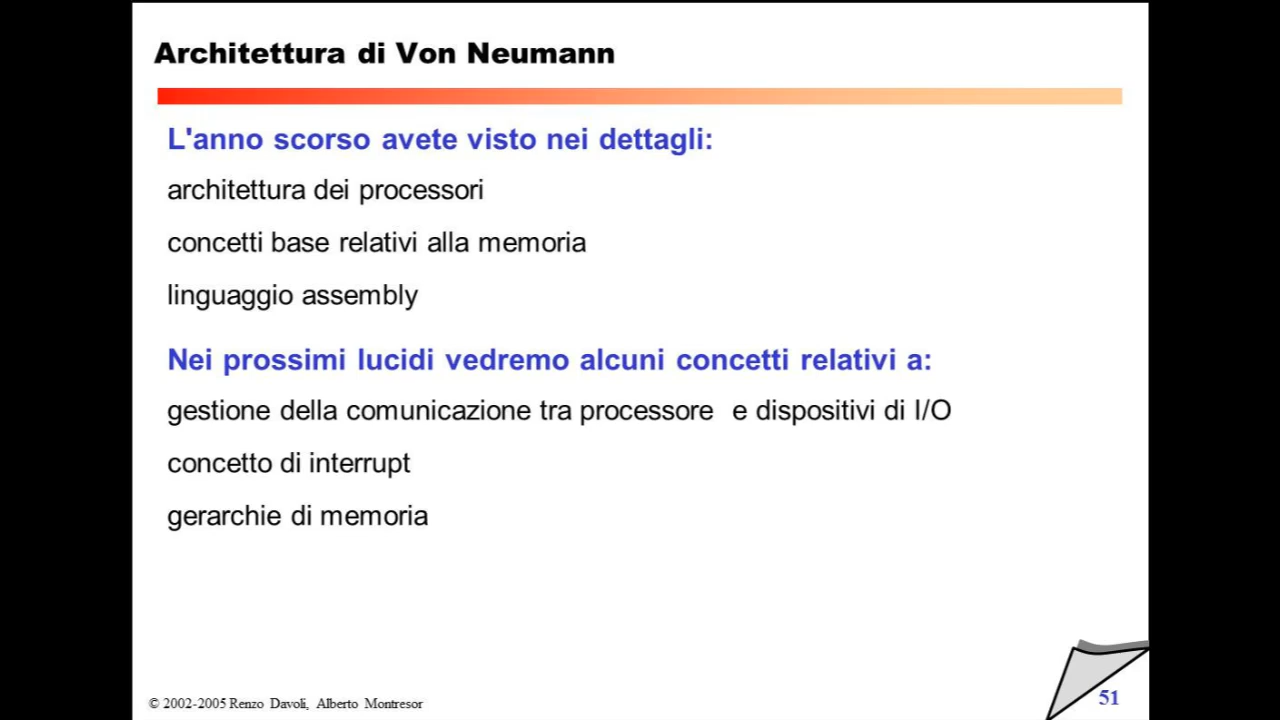 Architettura di Von Neumann
L'anno scorso avete visto nei dettagli:
architettura dei processori
concetti base relativi alla memoria
linguaggio assembly
Nei prossimi lucidi vedremo alcuni concetti relativi a:
gestione della comunicazione tra processore e dispositivi di I/O
concetto di interrupt
gerarchie di memoria
© 2002-2005 Renzo Davoli, Alberto Montresor
51